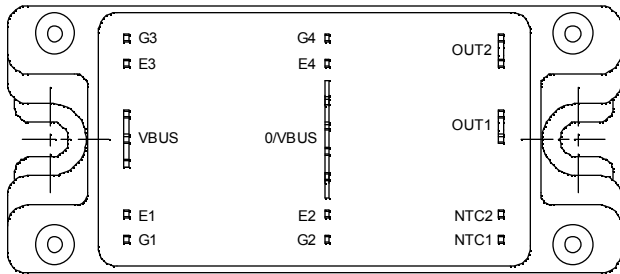 G3 G4
OUT2
E3 E4
VBUS 0/VBUS OUT1
E1 E2 NTC2
G1 G2 NTC1